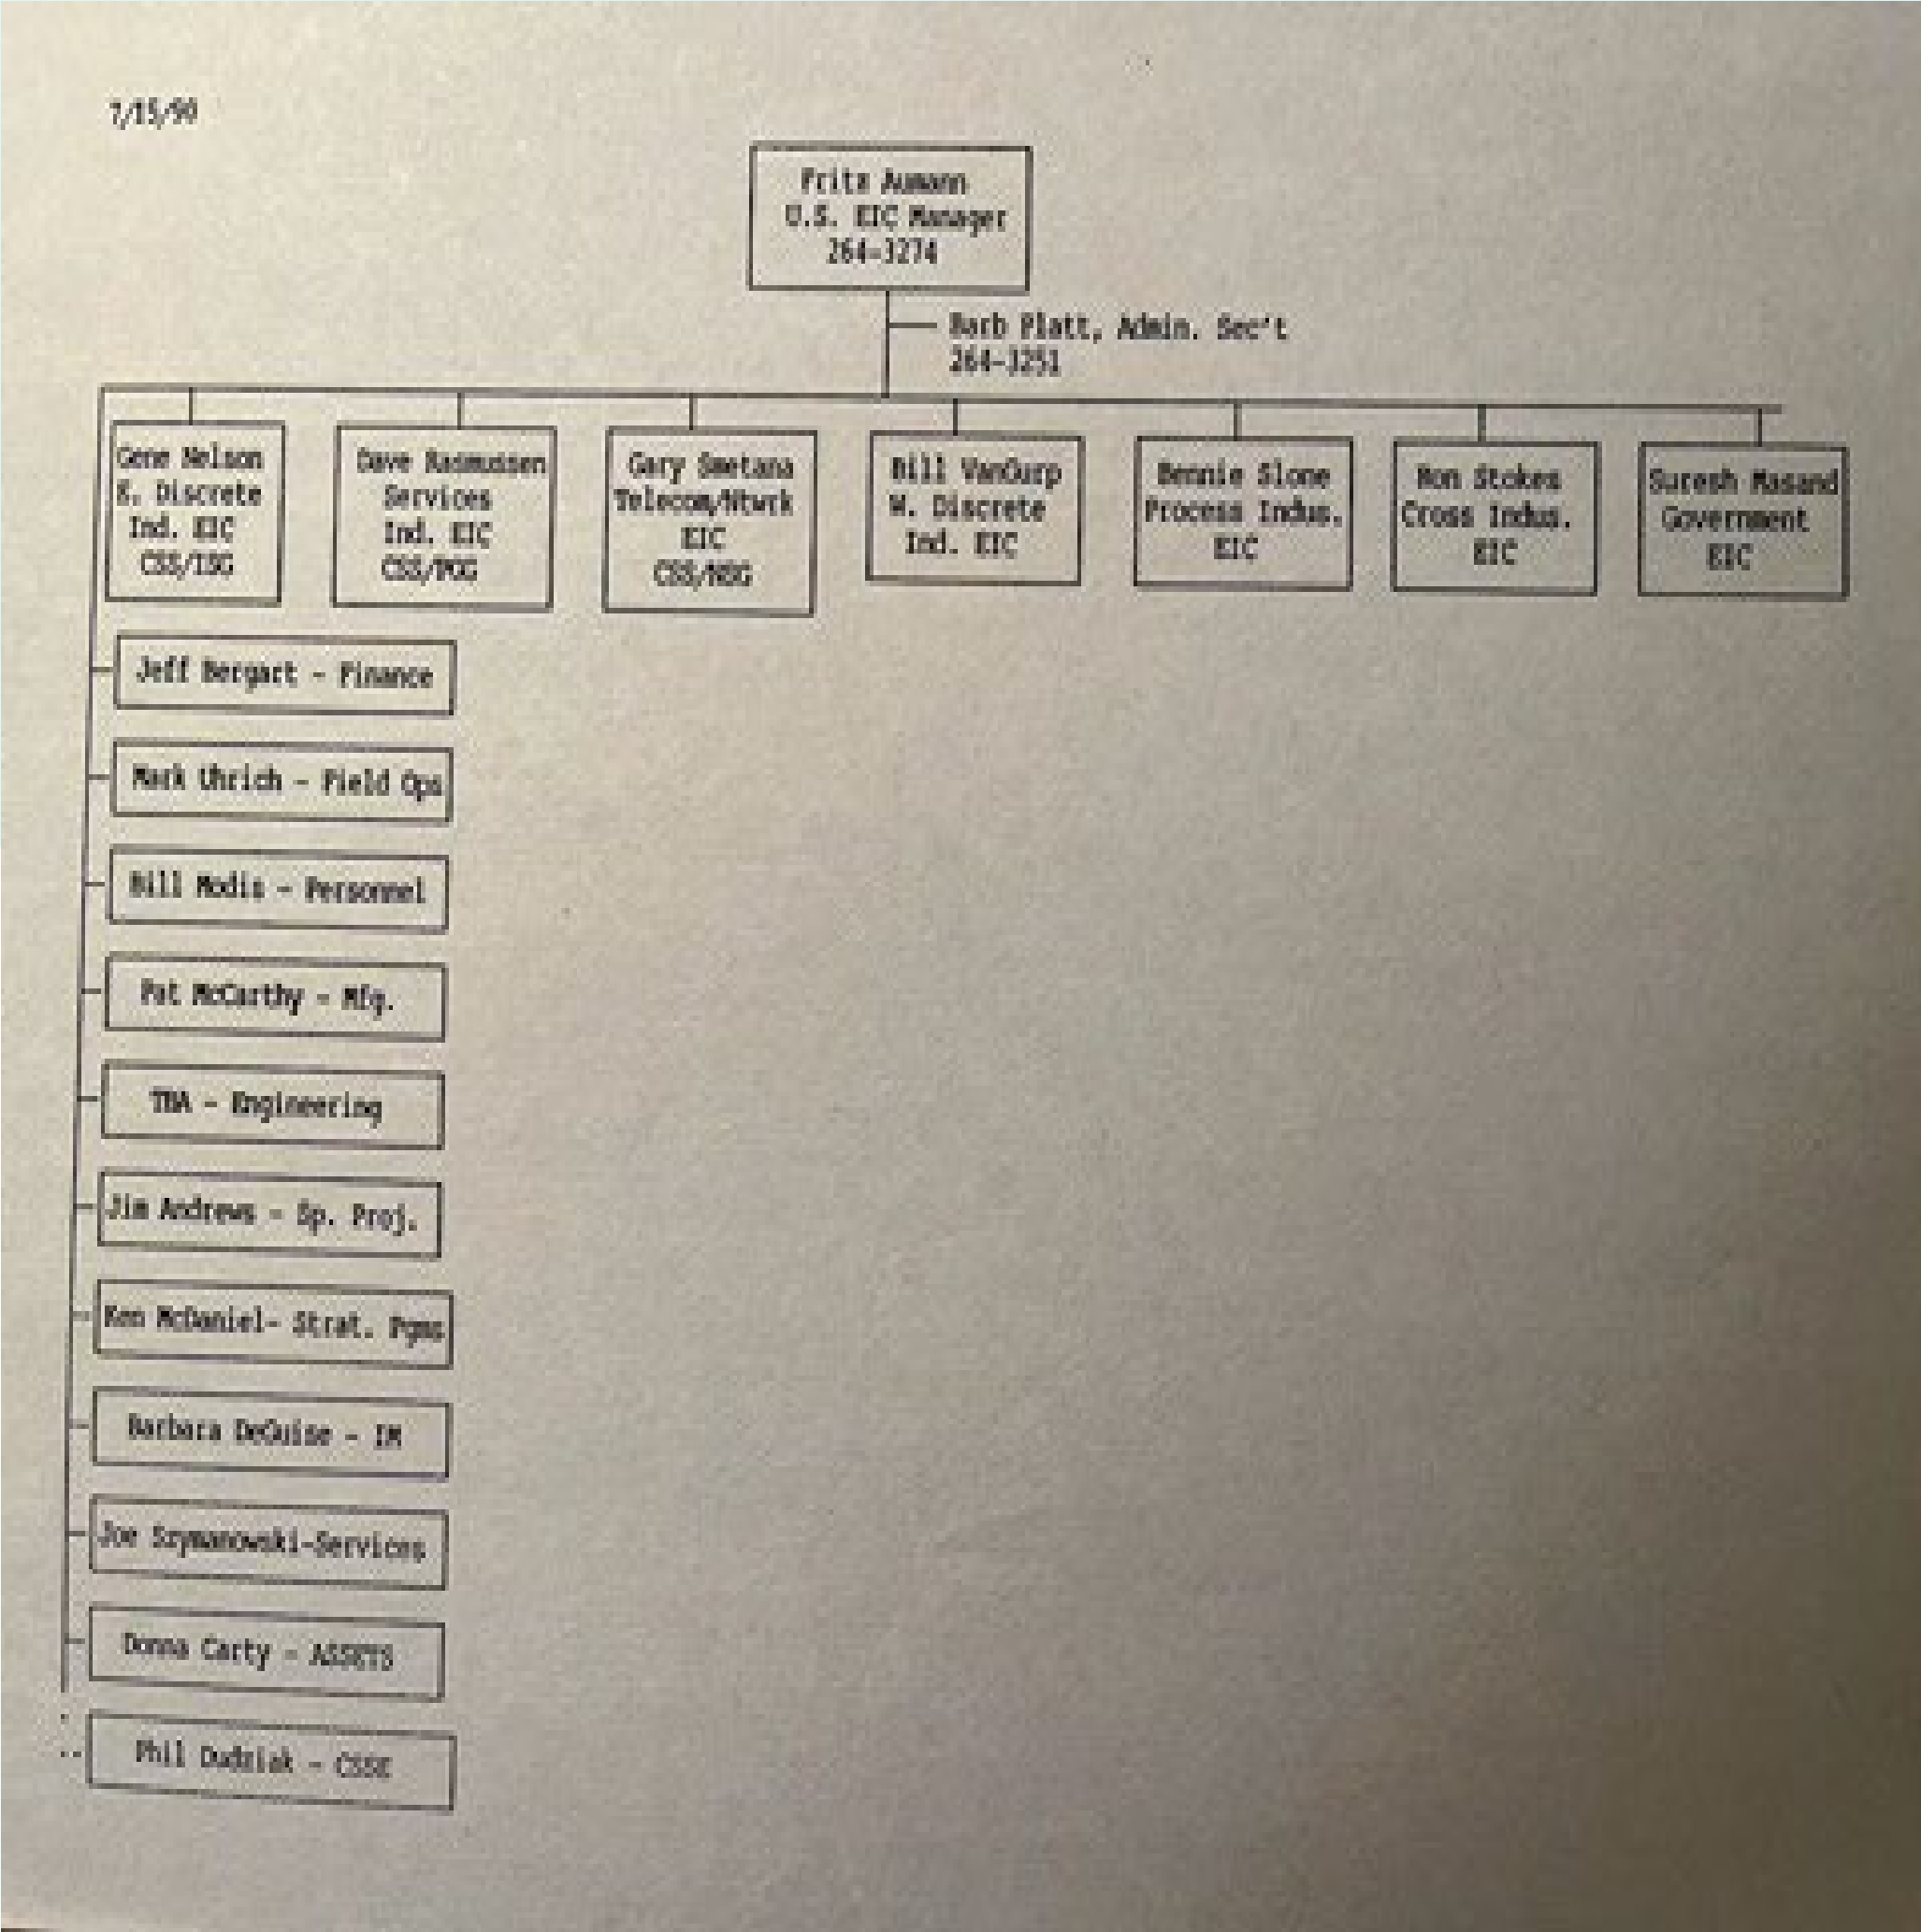 7/15/90
Fritz Aumann
U.S. EIC Manager
264-3274
Barb Platt, Admin. Sec't
264-3251
Gene Nelson
E. Discrete
Ind. EIC
CSS/ISG
Dave Rasmussen
Services
Ind. EIC
CSS/PGG
Gary Smetana
Telecom/Ntwrk
EIC
CSS/NSG
Bill VanGurp
W. Discrete
Ind. EIC
Bennie Slone
Process Indus.
EIC
Ron Stokes
Cross Indus.
EIC
Suresh Masand
Government
EIC
Jeff Bergart - Finance
Mark Uhrich - Field Ops
Bill Modis - Personnel
Pat McCarthy - Mfg.
TBA - Engineering
Jim Andrews - Sp. Proj.
Ken McDaniel- Strat. Pgms
Barbara DeGuise - IM
Joe Szymanowski-Services
Donna Carty - ASSETS
Phil Dudziak - CSSE